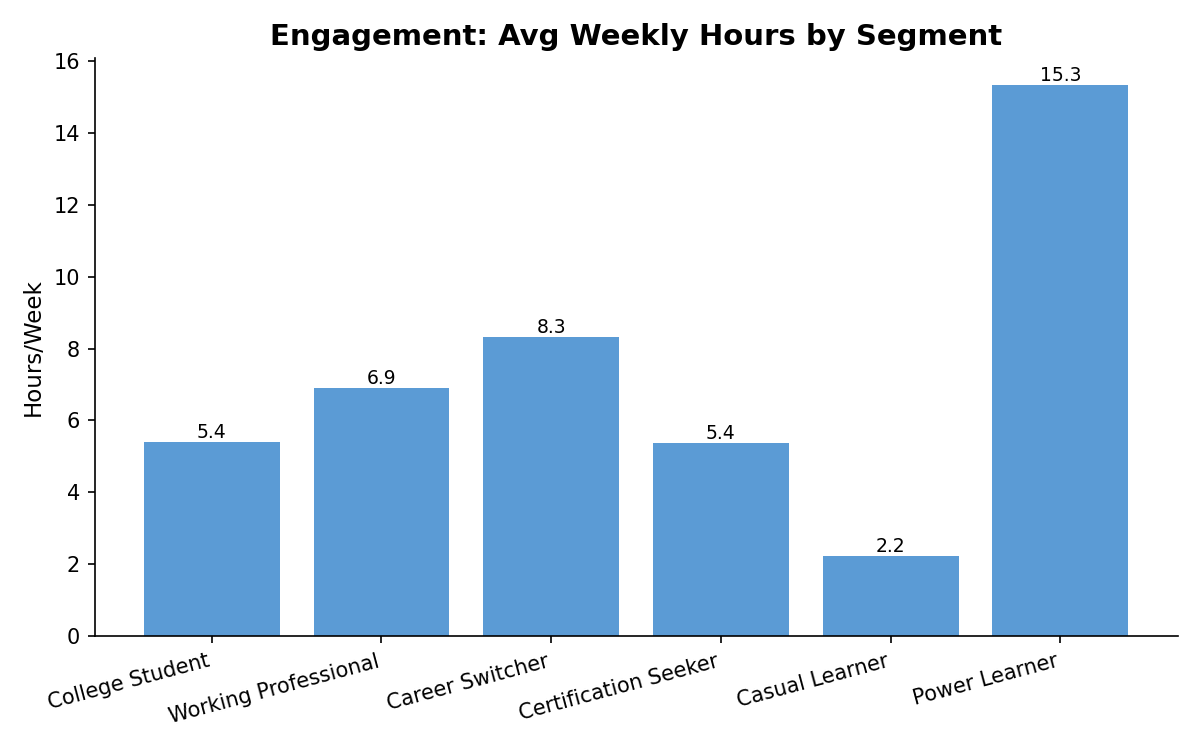 Engagement: Avg Weekly Hours by Segment
Hours/Week
16
14
12
10
8
6
4
2
0
5.4
6.9
8.3
5.4
2.2
15.3
College Student
Working Professional
Career Switcher
Certification Seeker
Casual Learner
Power Learner